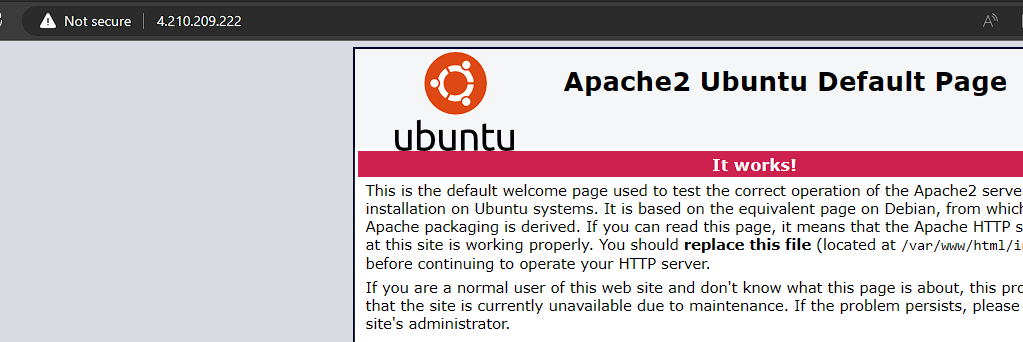 Not secure 4.210.209.222
Apache2 Ubuntu Default Page
ubuntu
It works!
This is the default welcome page used to test the correct operation of the Apache2 serve
installation on Ubuntu systems. It is based on the equivalent page on Debian, from which
Apache packaging is derived. If you can read this page, it means that the Apache HTTP s
at this site is working properly. You should replace this file (located at /var/www/html/in
before continuing to operate your HTTP server.
If you are a normal user of this web site and don't know what this page is about, this pro
that the site is currently unavailable due to maintenance. If the problem persists, please
site's administrator.